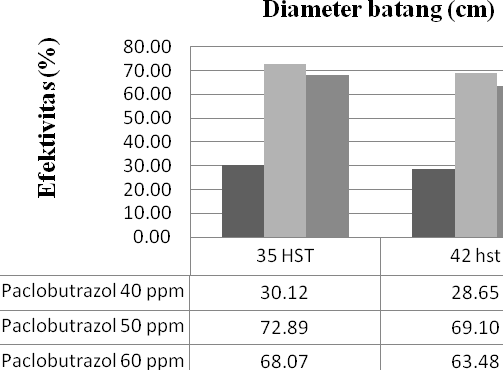 Diameter batang (cm)
Efektivitas (%)
80.00
70.00
60.00
50.00
40.00
30.00
20.00
10.00
0.00
35 HST 42 hst
Paclobutrazol 40 ppm 30.12 28.65
Paclobutrazol 50 ppm 72.89 69.10
Paclobutrazol 60 ppm 68.07 63.48